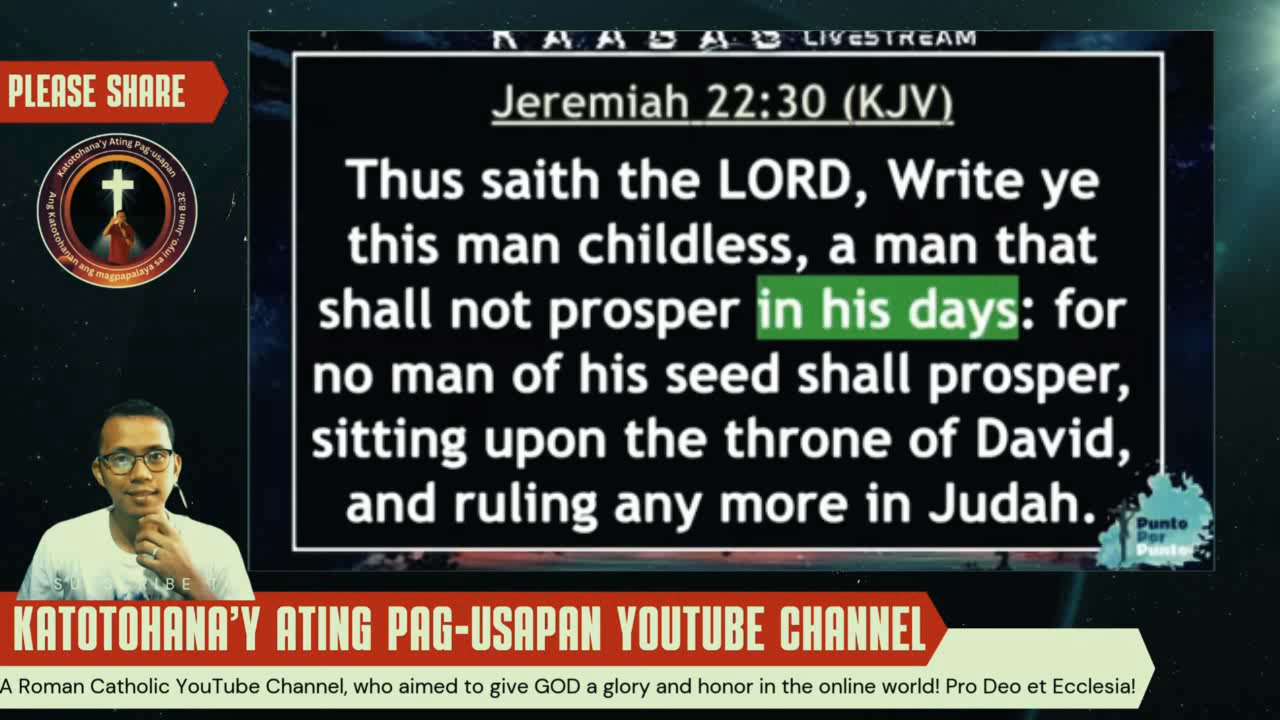 KAABAG LIVESTREAM
PLEASE SHARE
Jeremiah 22:30 (KJV)
Thus saith the LORD, Write ye
this man childless, a man that
shall not prosper in his days: for
no man of his seed shall prosper,
sitting upon the throne of David,
and ruling any more in Judah.
Katotohana'y Ating Pag-usapan
Ang Katotohanan ang magpapalaya sa inyo. Juan 8:32
Punto
Por
Punto
SUBSCRIBE
KATOTOHANA'Y ATING PAG-USAPAN YOUTUBE CHANNEL
A Roman Catholic YouTube Channel, who aimed to give GOD a glory and honor in the online world! Pro Deo et Ecclesia!